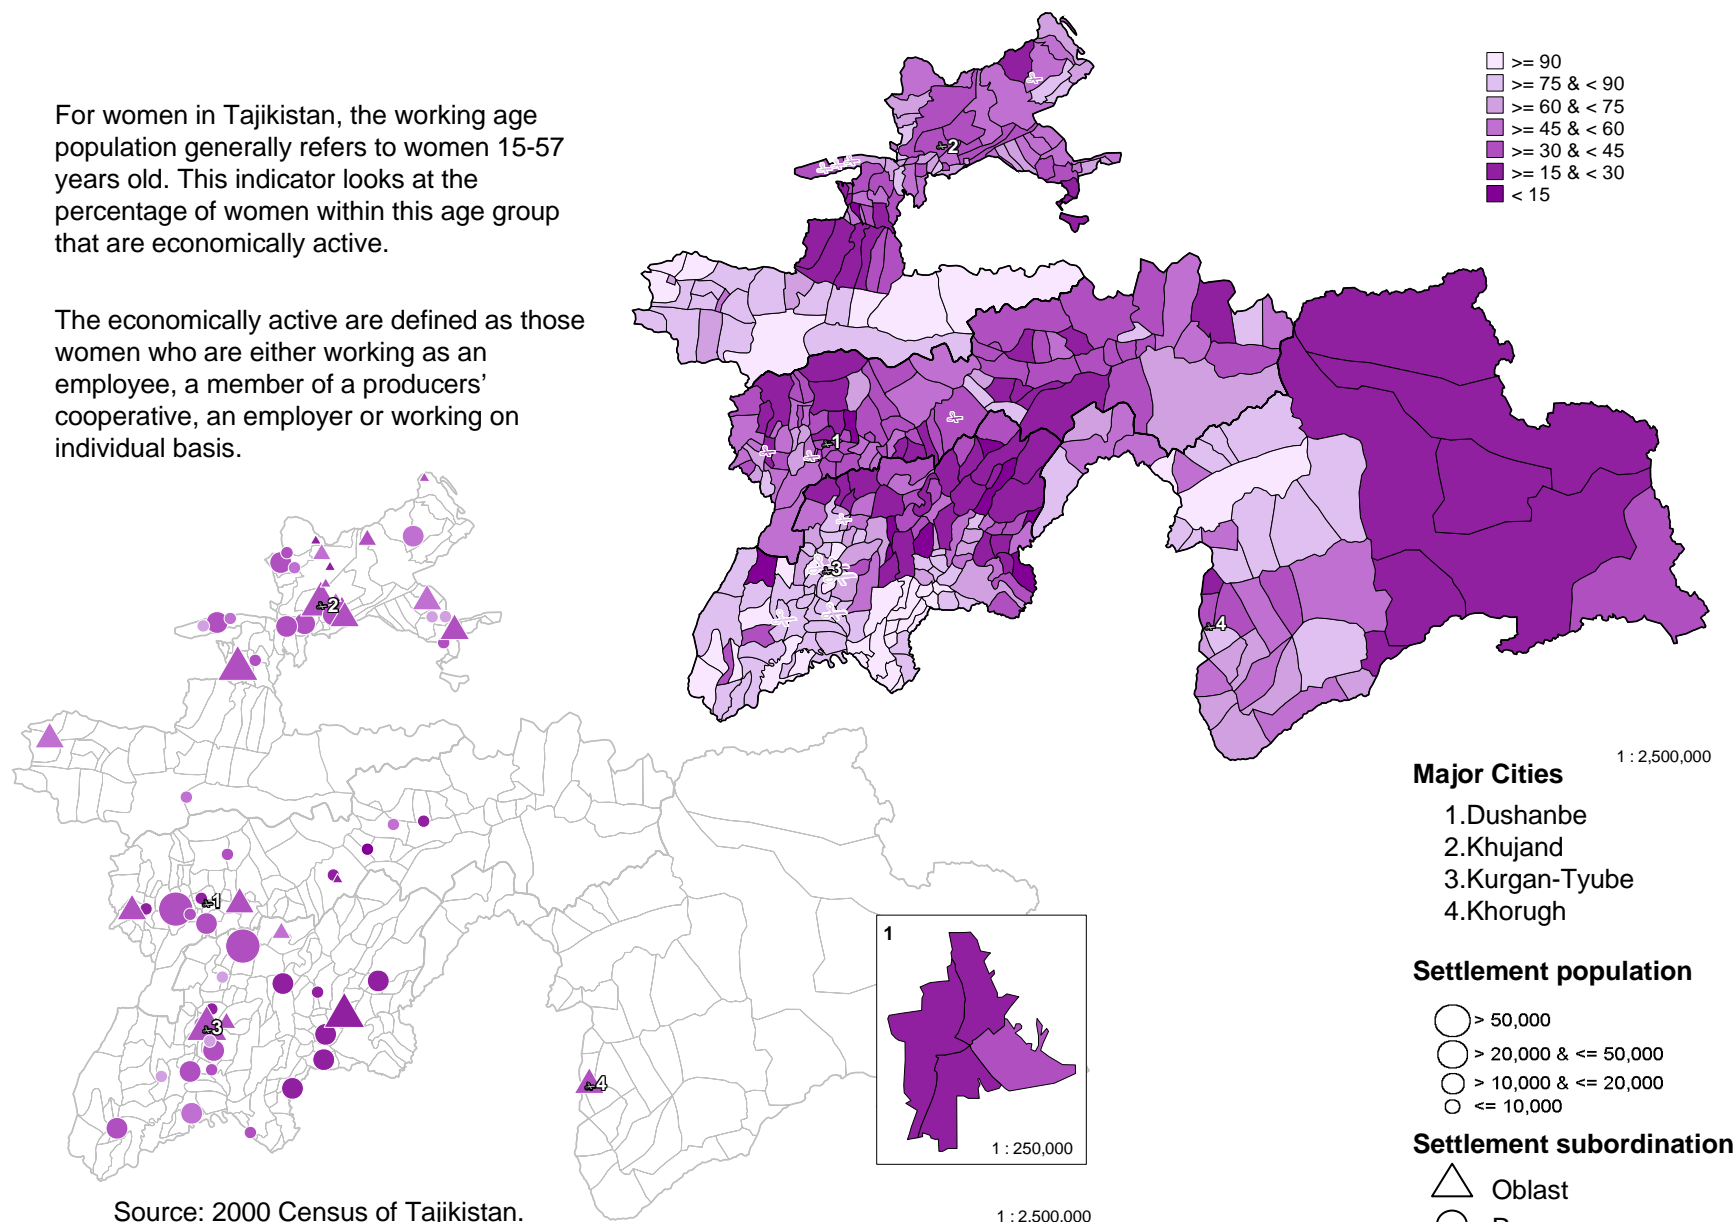 For women in Tajikistan, the working age
population generally refers to women 15-57
years old. This indicator looks at the
percentage of women within this age group
that are economically active.
The economically active are defined as those
women who are either working as an
employee, a member of a producers’
cooperative, an employer or working on
individual basis.
>= 90
>= 75 & < 90
>= 60 & < 75
>= 45 & < 60
>= 30 & < 45
>= 15 & < 30
< 15
2
1
3
4
1 : 2,500,000
Major Cities
1.Dushanbe
2.Khujand
3.Kurgan-Tyube
4.Khorugh
Settlement population
> 50,000
> 20,000 & <= 50,000
> 10,000 & <= 20,000
<= 10,000
Settlement subordination
Oblast
2
1
3
4
1
1 : 250,000
Source: 2000 Census of Tajikistan.
1 : 2,500,000